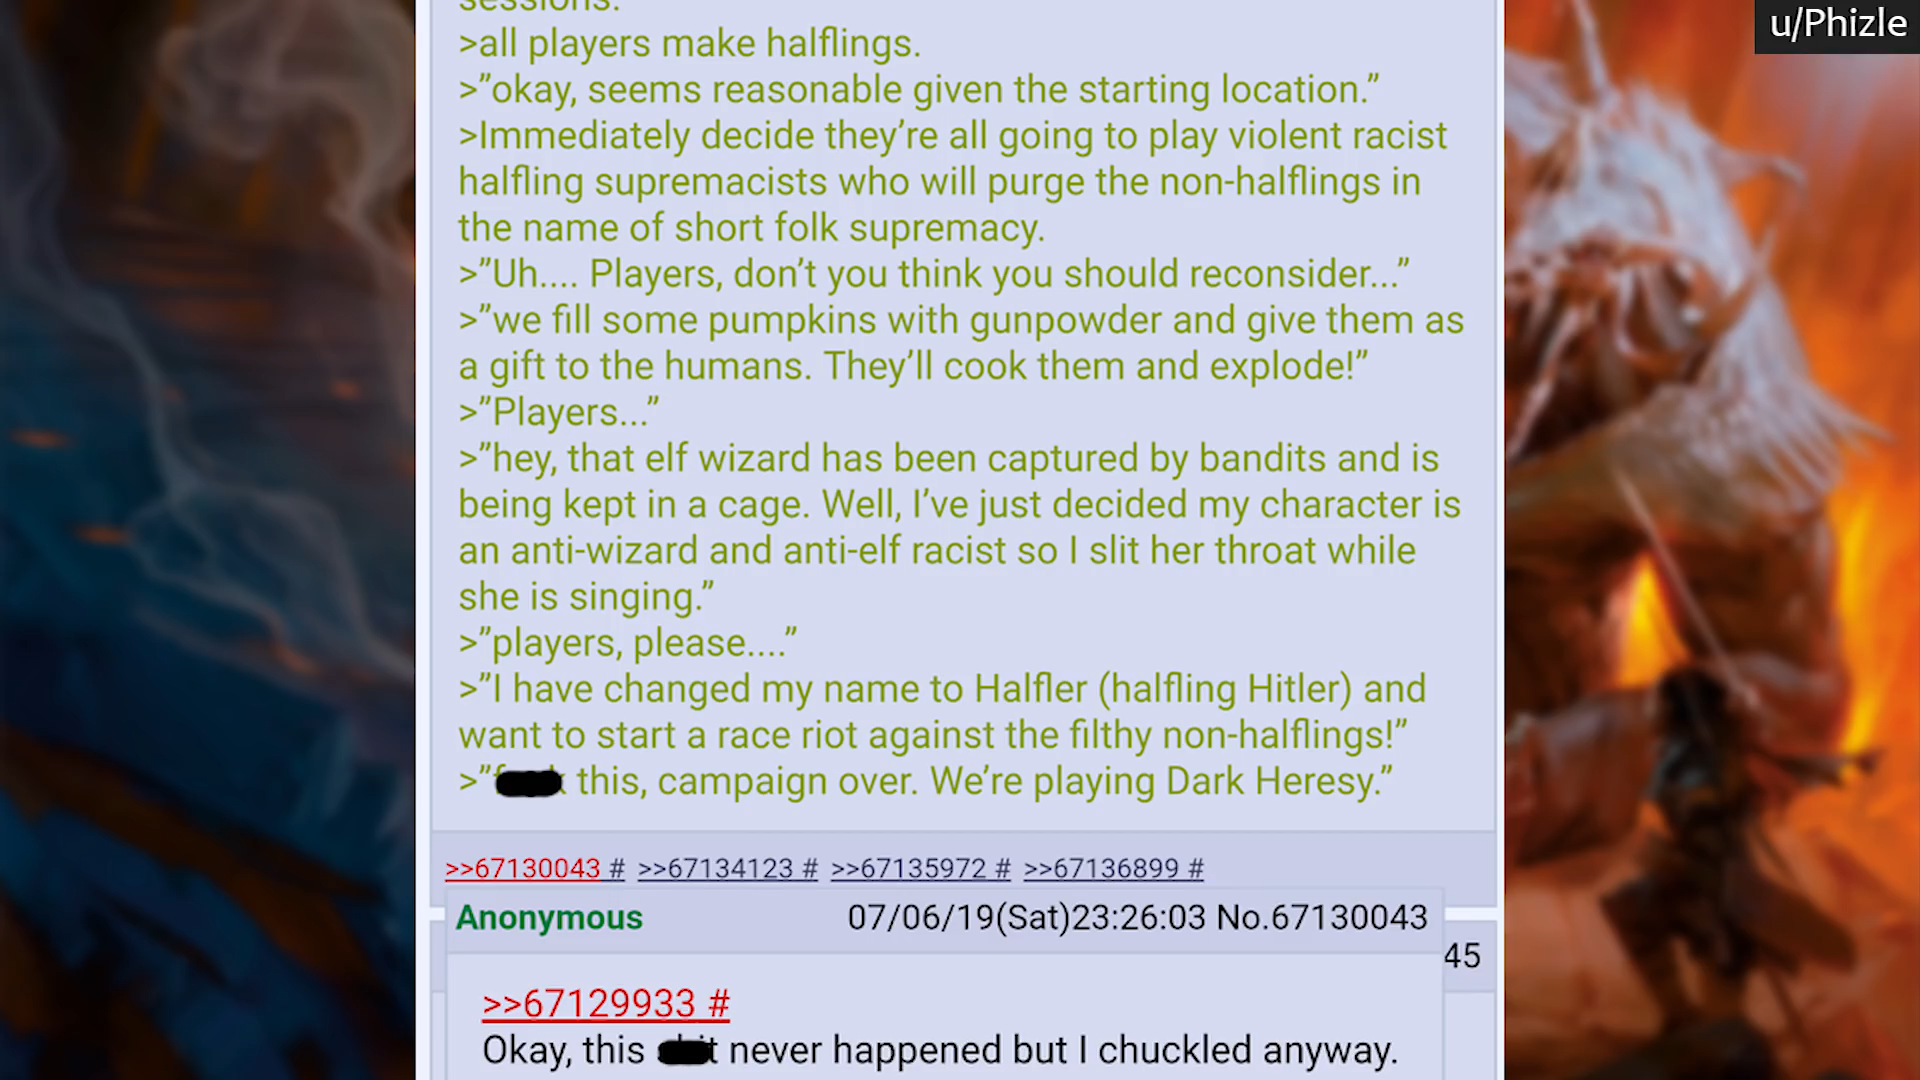 u/Phizle
sessions.
>all players make halflings.
>”okay, seems reasonable given the starting location.”
>Immediately decide they’re all going to play violent racist
halfling supremacists who will purge the non-halflings in
the name of short folk supremacy.
>”Uh.... Players, don’t you think you should reconsider...”
>”we fill some pumpkins with gunpowder and give them as
a gift to the humans. They’ll cook them and explode!”
>”Players...”
>”hey, that elf wizard has been captured by bandits and is
being kept in a cage. Well, I’ve just decided my character is
an anti-wizard and anti-elf racist so I slit her throat while
she is singing.”
>”players, please....”
>”I have changed my name to Halfler (halfling Hitler) and
want to start a race riot against the filthy non-halflings!”
>” this, campaign over. We’re playing Dark Heresy.”
>>67130043 # >>67134123 # >>67135972 # >>67136899 #
Anonymous 07/06/19(Sat)23:26:03 No.67130043
45
>>67129933 #
Okay, this never happened but I chuckled anyway.